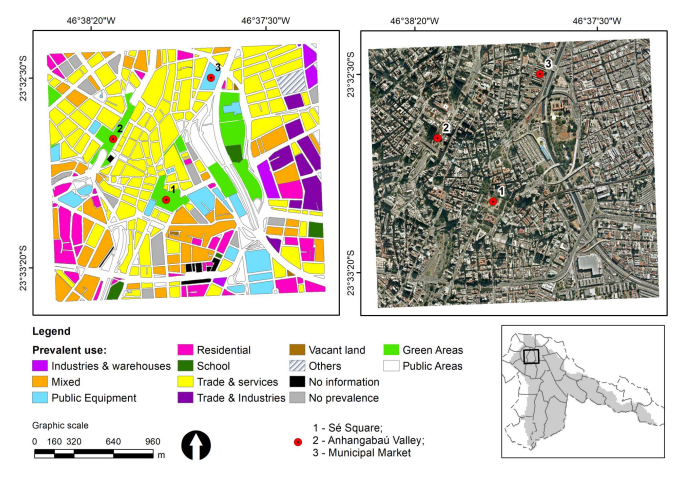 46°38'20"W
46°37'30"W
46°38'20"W
46°37'30"W
23°32'30"S
23°33'20"S
3
2
1
23°32'30"S
23°33'20"S
3
2
1
Legend
Prevalent use:
Industries & warehouses
Mixed
Public Equipment
Residential
School
Trade & services
Trade & Industries
Vacant land
Others
No information
No prevalence
Green Areas
Public Areas
Graphic scale
0 160 320 640 960
m
1 - Sé Square;
2 - Anhangabaú Valley;
3 - Municipal Market